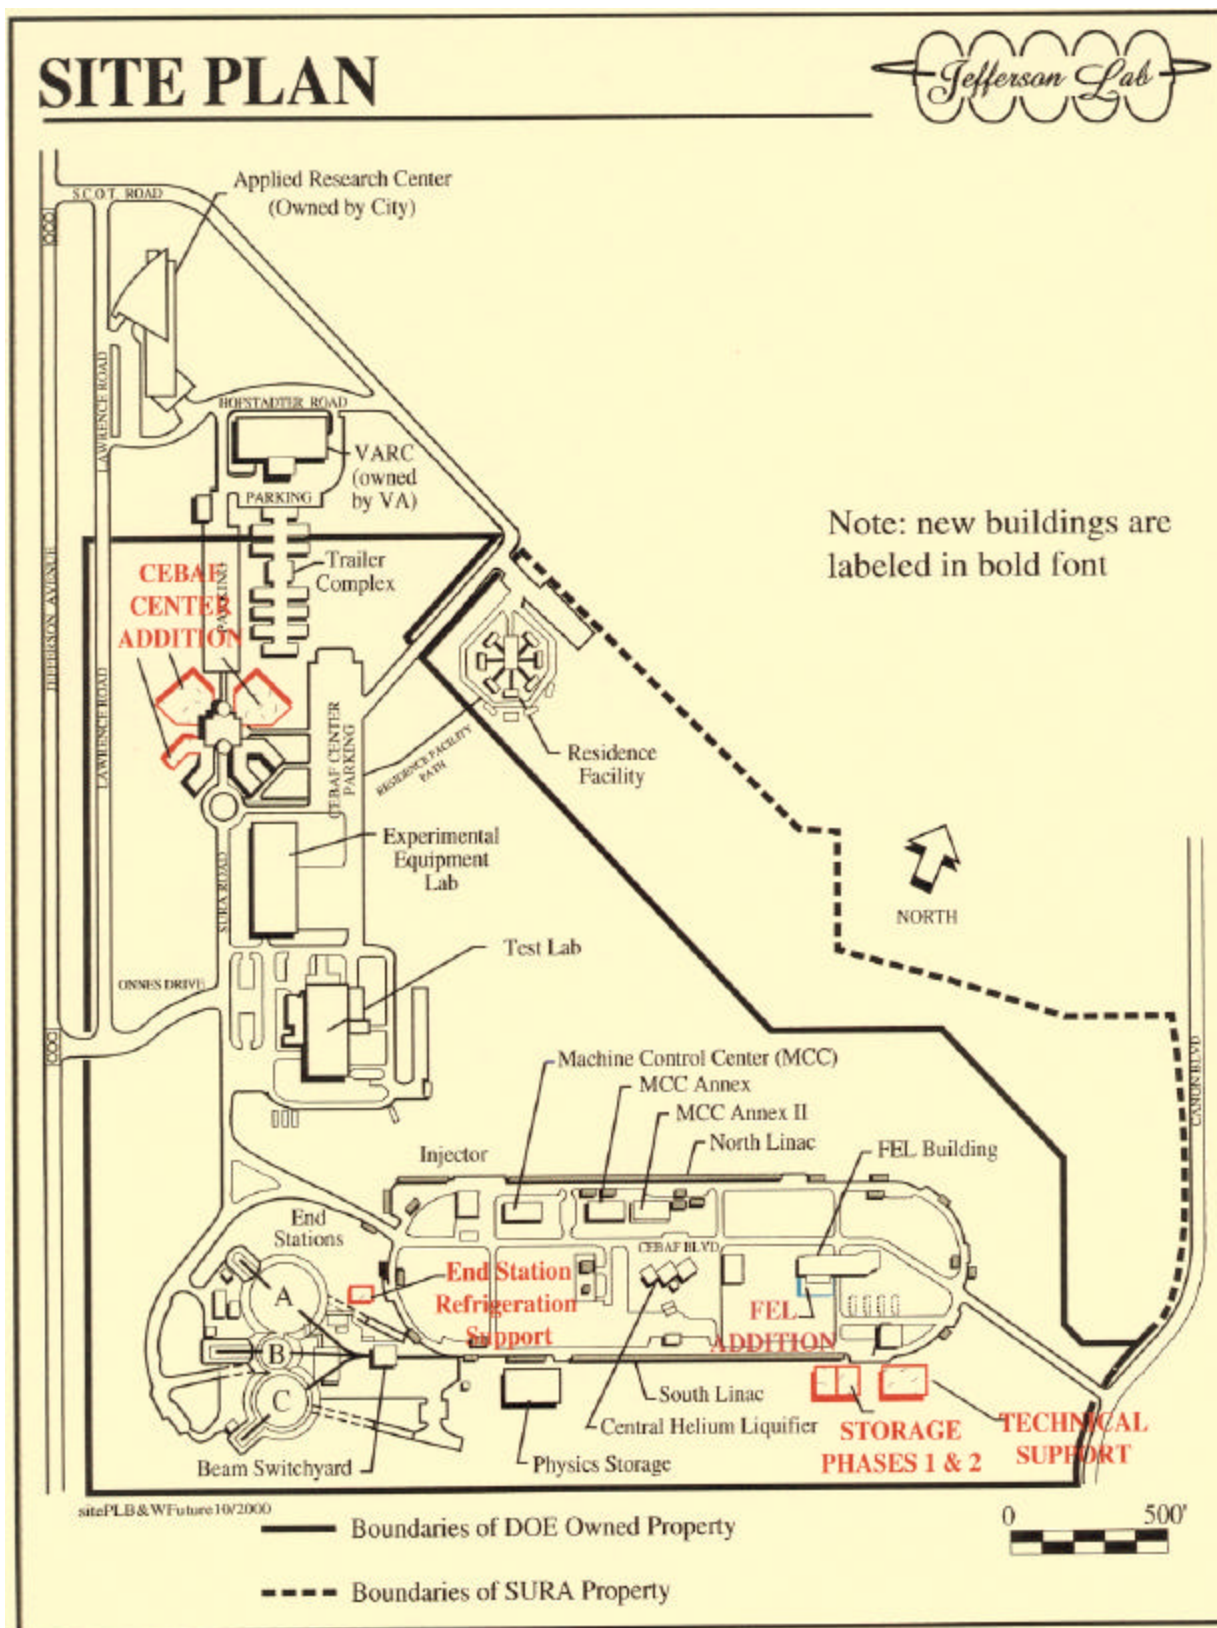 SITE PLAN
Jefferson Lab
S.C.O.T. ROAD
Applied Research Center
(Owned by City)
LAWRENCE ROAD
HOFSTADTER ROAD
VARC
(owned
by VA)
PARKING
Note: new buildings are
labeled in bold font
JEFFERSON AVENUE
Trailer
Complex
CEBAF
CENTER
ADDITION
PARKING
LAWRENCE ROAD
CEBAF CENTER
PARKING
RESIDENCE FACILITY
PATH
Residence
Facility
Experimental
Equipment
Lab
SURA ROAD
NORTH
Test Lab
ONNES DRIVE
CANON BLVD
Machine Control Center (MCC)
MCC Annex
MCC Annex II
North Linac
Injector
FEL Building
End
Stations
CEBAF BLVD
A
B
C
End Station
Refrigeration
Support
FEL
ADDITION
South Linac
Central Helium Liquifier
STORAGE
PHASES 1 & 2
TECHNICAL
SUPPORT
Beam Switchyard
Physics Storage
sitePLB&WFuture10/2000
0 500'
Boundaries of DOE Owned Property
Boundaries of SURA Property